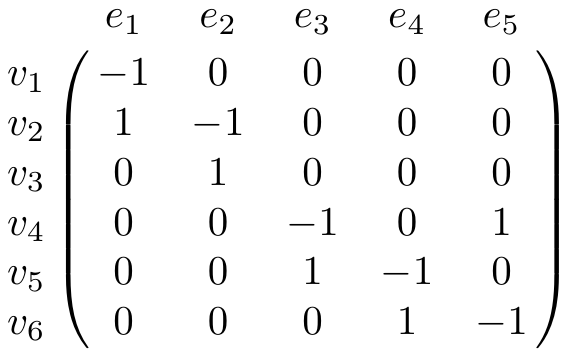 e₁ e₂ e₃ e₄ e₅
v₁ −1 0 0 0 0
v₂ 1 −1 0 0 0
v₃ 0 1 0 0 0
v₄ 0 0 −1 0 1
v₅ 0 0 1 −1 0
v₆ 0 0 0 1 −1